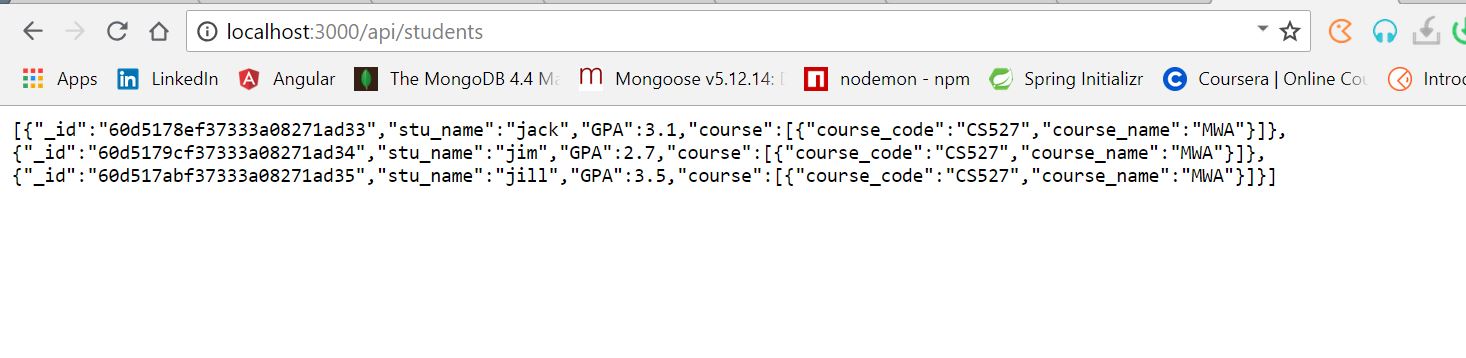 localhost:3000/api/students
Apps LinkedIn Angular The MongoDB 4.4 Ma Mongoose v5.12.14: D nodemon - npm Spring Initializr Coursera | Online Cou Introd
[{"_id":"60d5178ef37333a08271ad33","stu_name":"jack","GPA":3.1,"course":[{"course_code":"CS527","course_name":"MWA"}]},
{"_id":"60d5179cf37333a08271ad34","stu_name":"jim","GPA":2.7,"course":[{"course_code":"CS527","course_name":"MWA"}]},
{"_id":"60d517abf37333a08271ad35","stu_name":"jill","GPA":3.5,"course":[{"course_code":"CS527","course_name":"MWA"}]}]